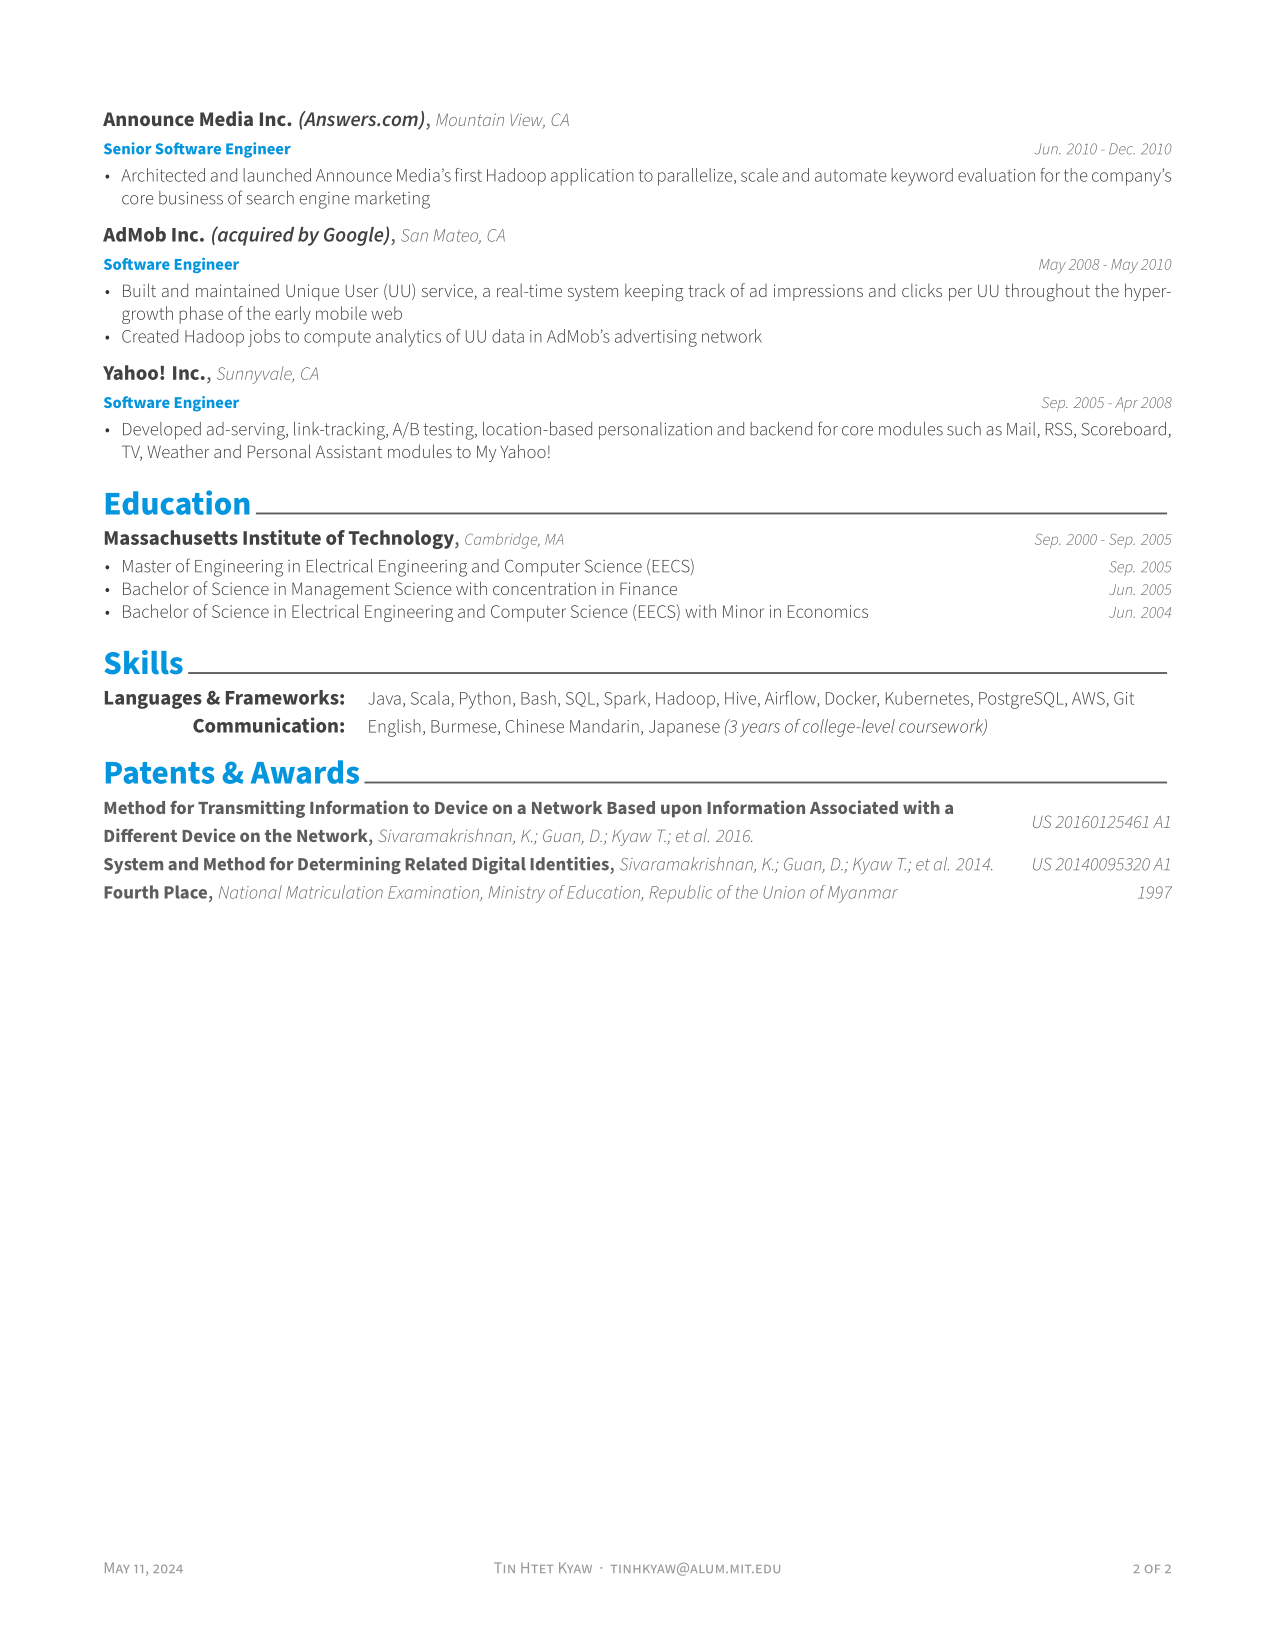 Announce Media Inc. (Answers.com), Mountain View, CA
Senior Software Engineer Jun. 2010 - Dec. 2010
• Architected and launched Announce Media’s first Hadoop application to parallelize, scale and automate keyword evaluation for the company’s
core business of search engine marketing
AdMob Inc. (acquired by Google), San Mateo, CA
Software Engineer May 2008 - May 2010
• Built and maintained Unique User (UU) service, a real-time system keeping track of ad impressions and clicks per UU throughout the hyper-
growth phase of the early mobile web
• Created Hadoop jobs to compute analytics of UU data in AdMob’s advertising network
Yahoo! Inc., Sunnyvale, CA
Software Engineer Sep. 2005 - Apr 2008
• Developed ad-serving, link-tracking, A/B testing, location-based personalization and backend for core modules such as Mail, RSS, Scoreboard,
TV, Weather and Personal Assistant modules to My Yahoo!
Education
Massachusetts Institute of Technology, Cambridge, MA Sep. 2000 - Sep. 2005
• Master of Engineering in Electrical Engineering and Computer Science (EECS) Sep. 2005
• Bachelor of Science in Management Science with concentration in Finance Jun. 2005
• Bachelor of Science in Electrical Engineering and Computer Science (EECS) with Minor in Economics Jun. 2004
Skills
Languages & Frameworks: Java, Scala, Python, Bash, SQL, Spark, Hadoop, Hive, Airflow, Docker, Kubernetes, PostgreSQL, AWS, Git
Communication: English, Burmese, Chinese Mandarin, Japanese (3 years of college-level coursework)
Patents & Awards
Method for Transmitting Information to Device on a Network Based upon Information Associated with a
Different Device on the Network, Sivaramakrishnan, K.; Guan, D.; Kyaw T.; et al. 2016. US 20160125461 A1
System and Method for Determining Related Digital Identities, Sivaramakrishnan, K.; Guan, D.; Kyaw T.; et al. 2014. US 20140095320 A1
Fourth Place, National Matriculation Examination, Ministry of Education, Republic of the Union of Myanmar 1997
May 11, 2024 Tin Htet Kyaw · tinhkyaw@alum.mit.edu 2 of 2